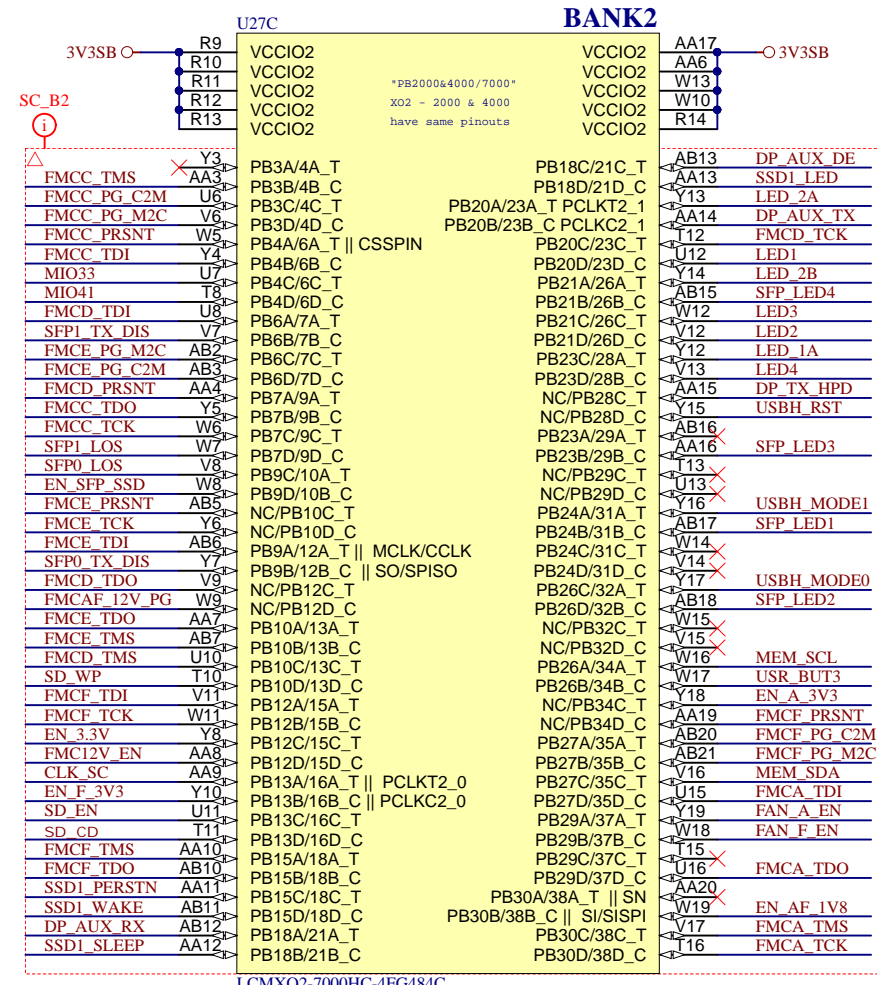 U27C BANK2
3V3SB R9 VCCIO2 VCCIO2 AA17 3V3SB
R10 VCCIO2 VCCIO2 AA6
R11 VCCIO2 "PB2000&4000/7000" VCCIO2 W13
R12 VCCIO2 XO2 - 2000 & 4000 VCCIO2 W10
R13 VCCIO2 have same pinouts VCCIO2 R14
SC_B2
i
Y3 PB3A/4A_T PB18C/21C_T AB13 DP_AUX_DE
FMCC_TMS AA3 PB3B/4B_C PB18D/21D_C AA13 SSD1_LED
FMCC_PG_C2M U6 PB3C/4C_T PB20A/23A_T PCLKT2_1 Y13 LED_2A
FMCC_PG_M2C V6 PB3D/4D_C PB20B/23B_C PCLKC2_1 AA14 DP_AUX_TX
FMCC_PRSNT W5 PB4A/6A_T || CSSPIN PB20C/23C_T T12 FMCD_TCK
FMCC_TDI Y4 PB4B/6B_C PB20D/23D_C U12 LED1
MIO33 U7 PB4C/6C_T PB21A/26A_T Y14 LED_2B
MIO41 T8 PB4D/6D_C PB21B/26B_C AB15 SFP_LED4
FMCD_TDI U8 PB6A/7A_T PB21C/26C_T W12 LED3
SFP1_TX_DIS V7 PB6B/7B_C PB21D/26D_C V12 LED2
FMCE_PG_M2C AB2 PB6C/7C_T PB23C/28A_T Y12 LED_1A
FMCE_PG_C2M AB3 PB6D/7D_C PB23D/28B_C V13 LED4
FMCD_PRSNT AA4 PB7A/9A_T NC/PB28C_T AA15 DP_TX_HPD
FMCC_TDO Y5 PB7B/9B_C NC/PB28D_C Y15 USBH_RST
FMCC_TCK W6 PB7C/9C_T PB23A/29A_T AB16
SFP1_LOS W7 PB7D/9D_C PB23B/29B_C AA16 SFP_LED3
SFP0_LOS V8 PB9C/10A_T NC/PB29C_T T13
EN_SFP_SSD W8 PB9D/10B_C NC/PB29D_C U13
FMCE_PRSNT AB5 NC/PB10C_T PB24A/31A_T Y16 USBH_MODE1
FMCE_TCK Y6 NC/PB10D_C PB24B/31B_C AB17 SFP_LED1
FMCE_TDI AB6 PB9A/12A_T || MCLK/CCLK PB24C/31C_T W14
SFP0_TX_DIS Y7 PB9B/12B_C || SO/SPISO PB24D/31D_C V14
FMCD_TDO V9 NC/PB12C_T PB26C/32A_T Y17 USBH_MODE0
FMCAF_12V_PG W9 NC/PB12D_C PB26D/32B_C AB18 SFP_LED2
FMCE_TDO AA7 PB10A/13A_T NC/PB32C_T W15
FMCE_TMS AB7 PB10B/13B_C NC/PB32D_C V15
FMCD_TMS U10 PB10C/13C_T PB26A/34A_T W16 MEM_SCL
SD_WP T10 PB10D/13D_C PB26B/34B_C W17 USR_BUT3
FMCF_TDI V11 PB12A/15A_T NC/PB34C_T Y18 EN_A_3V3
FMCF_TCK W11 PB12B/15B_C NC/PB34D_C AA19 FMCF_PRSNT
EN_3.3V Y8 PB12C/15C_T PB27A/35A_T AB20 FMCF_PG_C2M
FMC12V_EN AA8 PB12D/15D_C PB27B/35B_C AB21 FMCF_PG_M2C
CLK_SC AA9 PB13A/16A_T || PCLKT2_0 PB27C/35C_T V16 MEM_SDA
EN_F_3V3 Y10 PB13B/16B_C || PCLKC2_0 PB27D/35D_C U15 FMCA_TDI
SD_EN U11 PB13C/16C_T PB29A/37A_T Y19 FAN_A_EN
SD_CD T11 PB13D/16D_C PB29B/37B_C W18 FAN_F_EN
FMCF_TMS AA10 PB15A/18A_T PB29C/37C_T T15
FMCF_TDO AB10 PB15B/18B_C PB29D/37D_C U16 FMCA_TDO
SSD1_PERSTN AA11 PB15C/18C_T PB30A/38A_T || SN AA20
SSD1_WAKE AB11 PB15D/18D_C PB30B/38B_C || SI/SISPI W19 EN_AF_1V8
DP_AUX_RX AB12 PB18A/21A_T PB30C/38C_T V17 FMCA_TMS
SSD1_SLEEP AA12 PB18B/21B_C PB30D/38D_C T16 FMCA_TCK
LCMXO2-7000HC-4FG484C